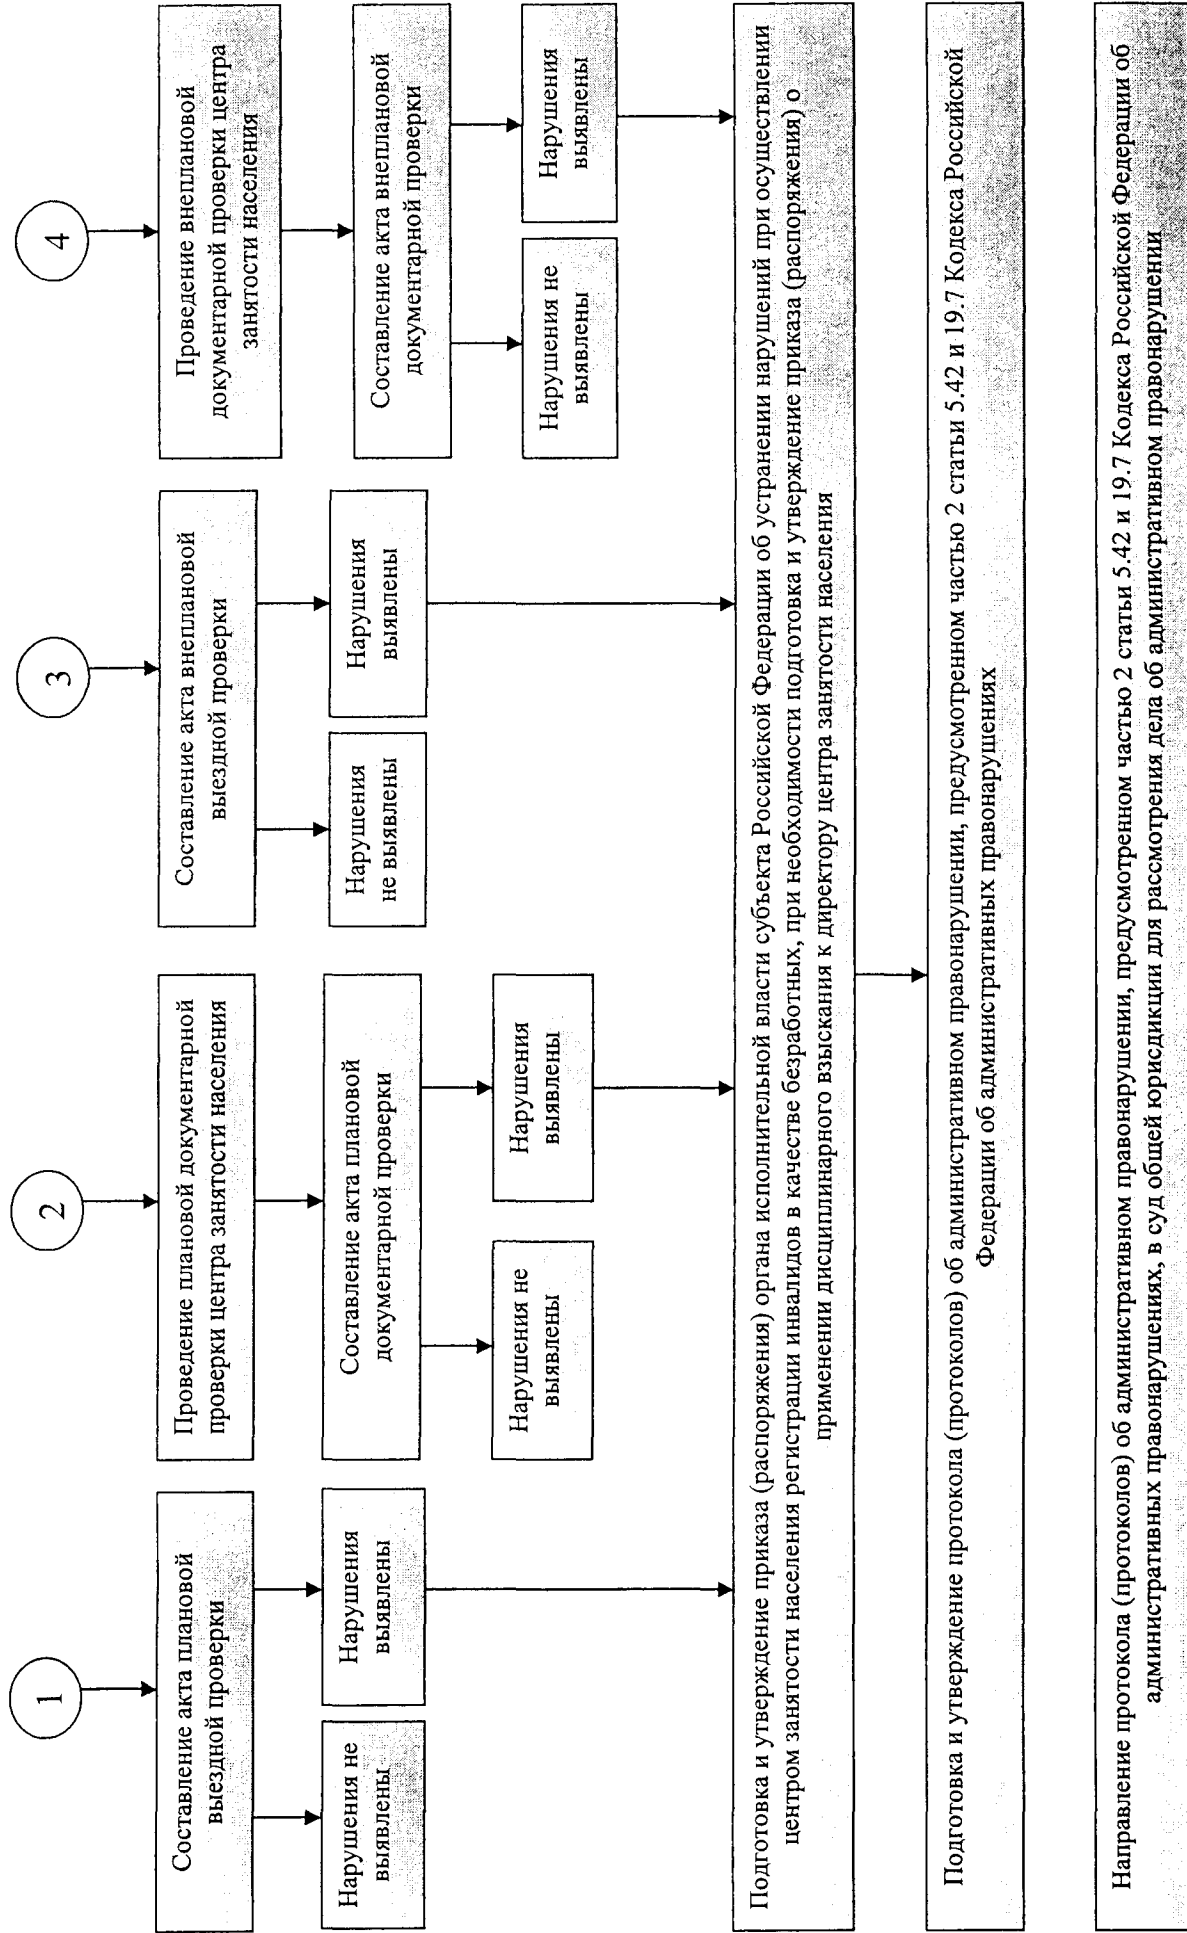 1
Составление акта плановой
выездной проверки
Нарушения не
выявлены
Нарушения
выявлены
2
Проведение плановой документарной
проверки центра занятости населения
Составление акта плановой
документарной проверки
Нарушения не
выявлены
Нарушения
выявлены
3
Составление акта внеплановой
выездной проверки
Нарушения
не выявлены
Нарушения
выявлены
4
Проведение внеплановой
документарной проверки центра
занятости населения
Составление акта внеплановой
документарной проверки
Нарушения не
выявлены
Нарушения
выявлены
Подготовка и утверждение приказа (распоряжения) органа исполнительной власти субъекта Российской Федерации об устранении нарушений при осуществлении
центром занятости населения регистрации инвалидов в качестве безработных, при необходимости подготовка и утверждение приказа (распоряжения) о
применении дисциплинарного взыскания к директору центра занятости населения
Подготовка и утверждение протокола (протоколов) об административном правонарушении, предусмотренном частью 2 статьи 5.42 и 19.7 Кодекса Российской
Федерации об административных правонарушениях
Направление протокола (протоколов) об административном правонарушении, предусмотренном частью 2 статьи 5.42 и 19.7 Кодекса Российской Федерации об
административных правонарушениях, в суд общей юрисдикции для рассмотрения дела об административном правонарушении